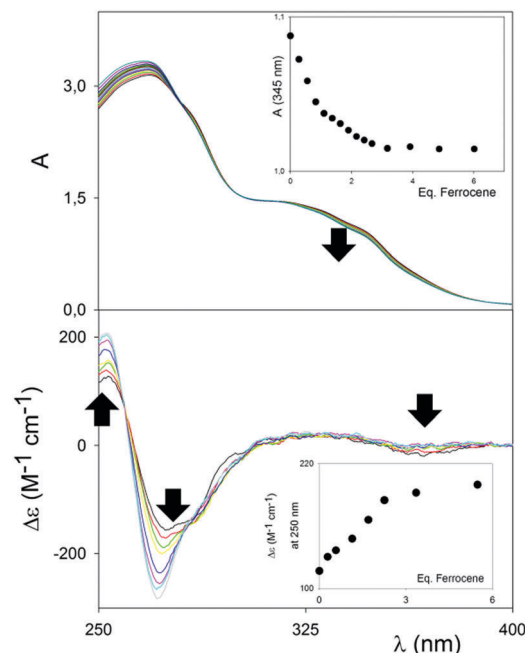 1,1
A (345 nm)
1,0
0 2 4 6
Eq. Ferrocene
3,0
A
1,5
0,0
200
0
-200
Δε (M⁻¹ cm⁻¹)
220
Δε (M⁻¹ cm⁻¹)
at 250 nm
100
0 3 6
Eq. Ferrocene
250 325 400
λ (nm)